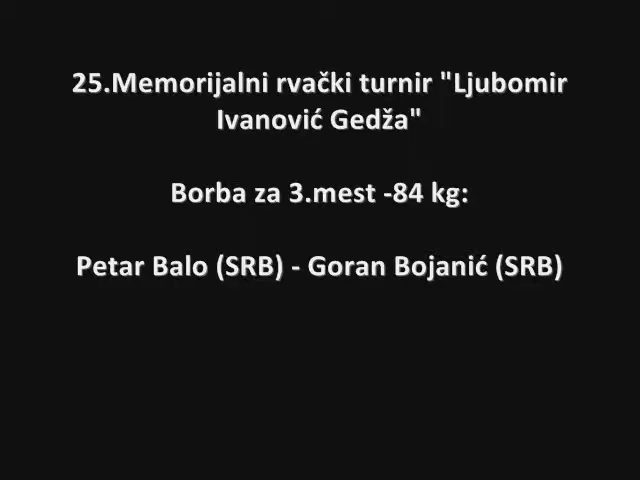 25.Memorijalni rvački turnir "Ljubomir
Ivanović Gedža"
Borba za 3.mest -84 kg:
Petar Balo (SRB) - Goran Bojanić (SRB)